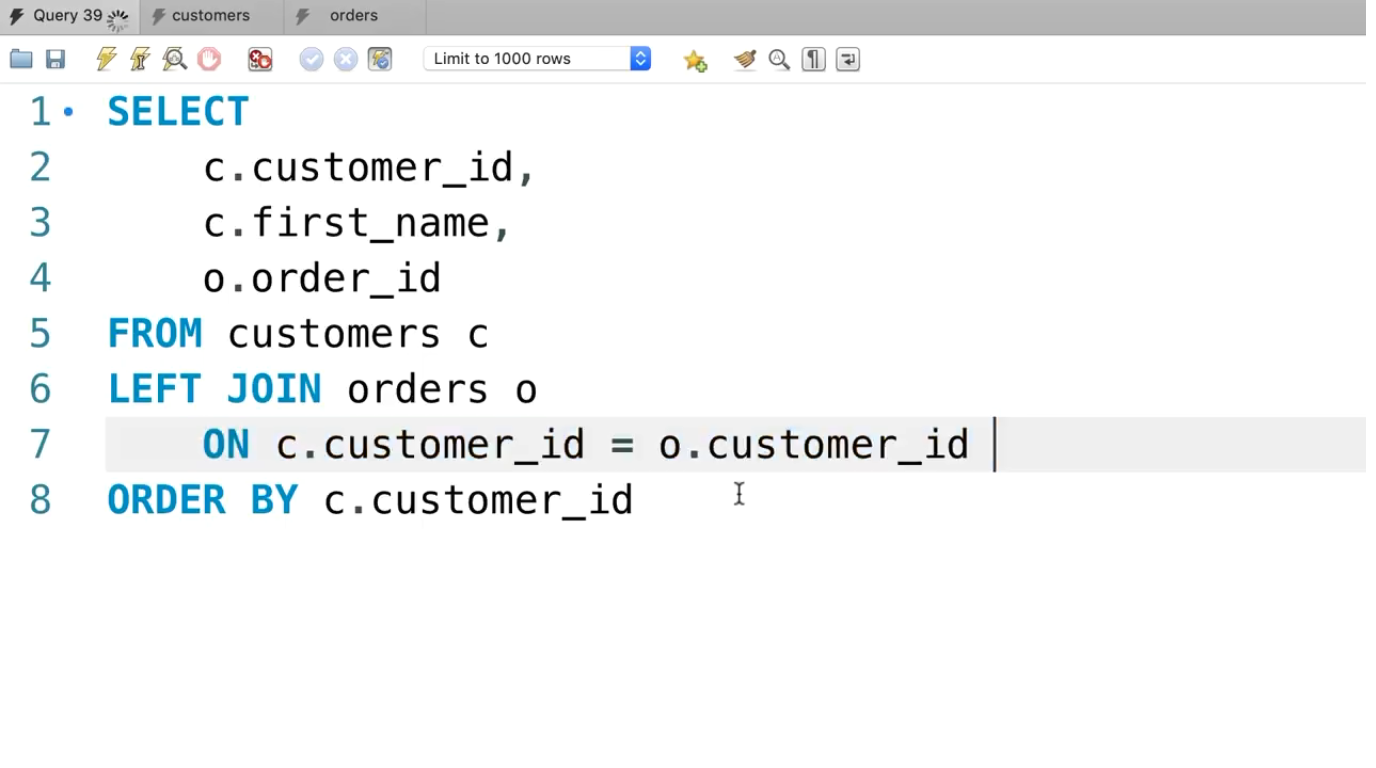 Query 39 customers orders
Limit to 1000 rows
1 SELECT
2 c.customer_id,
3 c.first_name,
4 o.order_id
5 FROM customers c
6 LEFT JOIN orders o
7 ON c.customer_id = o.customer_id
8 ORDER BY c.customer_id